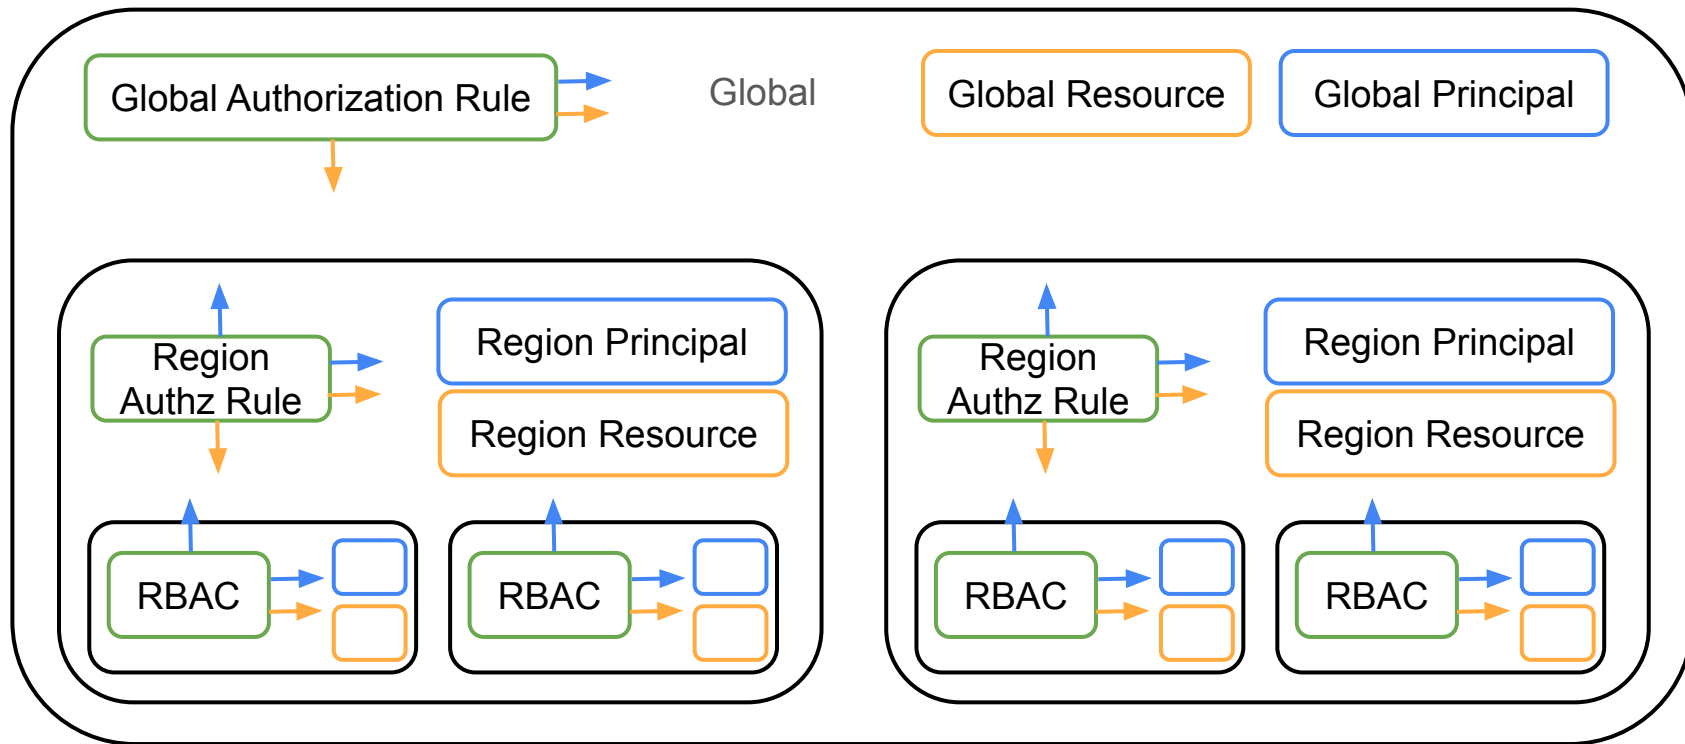 Global Authorization Rule
Global
Global Resource
Global Principal
Region
Authz Rule
Region Principal
Region Resource
RBAC
RBAC
Region
Authz Rule
Region Principal
Region Resource
RBAC
RBAC